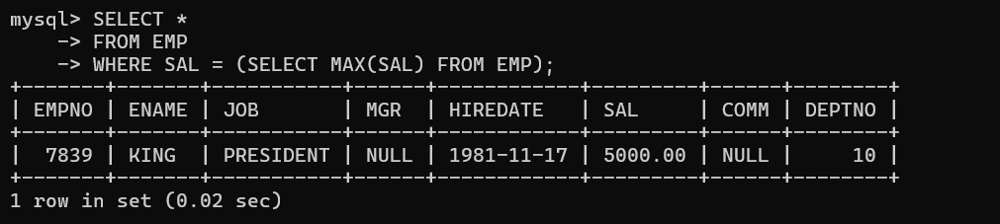 mysql> SELECT *
    -> FROM EMP
    -> WHERE SAL = (SELECT MAX(SAL) FROM EMP);
+-------+-------+-----------+------+------------+---------+------+--------+
| EMPNO | ENAME | JOB       | MGR  | HIREDATE   | SAL     | COMM | DEPTNO |
+-------+-------+-----------+------+------------+---------+------+--------+
|  7839 | KING  | PRESIDENT | NULL | 1981-11-17 | 5000.00 | NULL |     10 |
+-------+-------+-----------+------+------------+---------+------+--------+
1 row in set (0.02 sec)